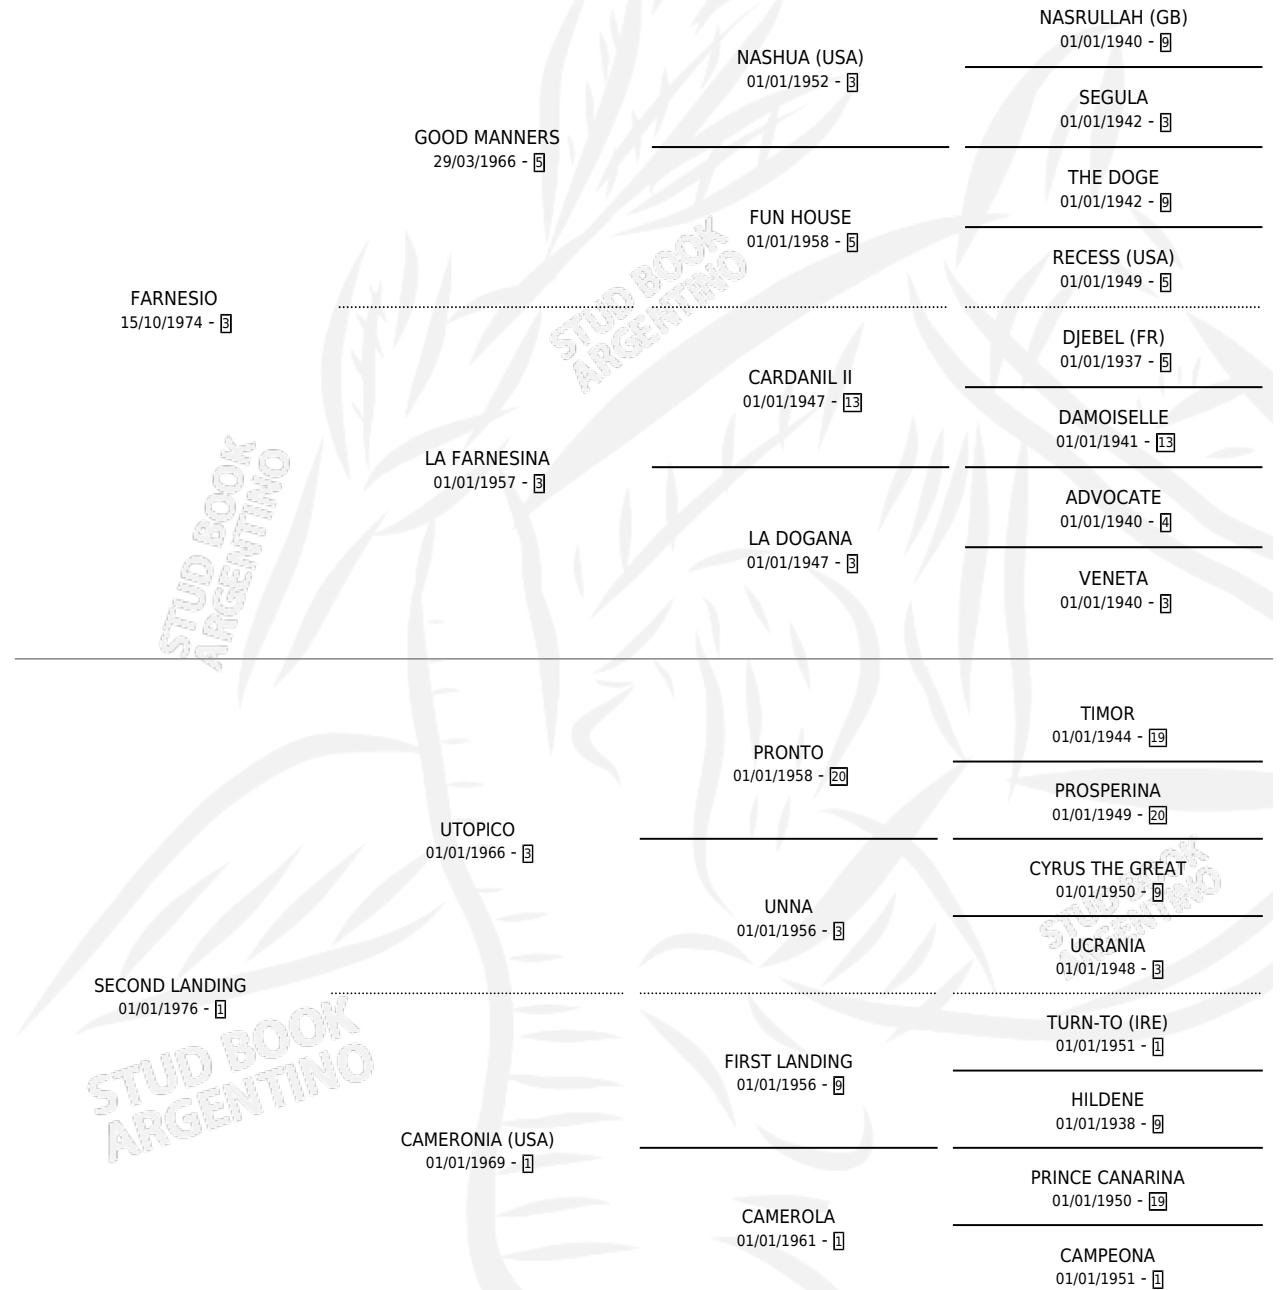 NASRULLAH (GB)
01/01/1940 - 9
NASHUA (USA)
01/01/1952 - 3
SEGULA
01/01/1942 - 3
GOOD MANNERS
29/03/1966 - 5
THE DOGE
01/01/1942 - 9
FUN HOUSE
01/01/1958 - 5
RECESS (USA)
01/01/1949 - 5
FARNESIO
15/10/1974 - 3
DJEBEL (FR)
01/01/1937 - 5
CARDANIL II
01/01/1947 - 13
DAMOISELLE
01/01/1941 - 13
LA FARNESINA
01/01/1957 - 3
ADVOCATE
01/01/1940 - 4
LA DOGANA
01/01/1947 - 3
VENETA
01/01/1940 - 3
TIMOR
01/01/1944 - 19
PRONTO
01/01/1958 - 20
PROSPERINA
01/01/1949 - 20
UTOPICO
01/01/1966 - 3
CYRUS THE GREAT
01/01/1950 - 9
UNNA
01/01/1956 - 3
UCRANIA
01/01/1948 - 3
SECOND LANDING
01/01/1976 - 1
TURN-TO (IRE)
01/01/1951 - 1
FIRST LANDING
01/01/1956 - 9
HILDENE
01/01/1938 - 9
CAMERONIA (USA)
01/01/1969 - 1
PRINCE CANARINA
01/01/1950 - 19
CAMEROLA
01/01/1961 - 1
CAMPEONA
01/01/1951 - 1
STUD BOOK
ARGENTINO
STUD BOOK
ARGENTINO
STUD BOOK
ARGENTINO
STUD BOOK
ARGENTINO